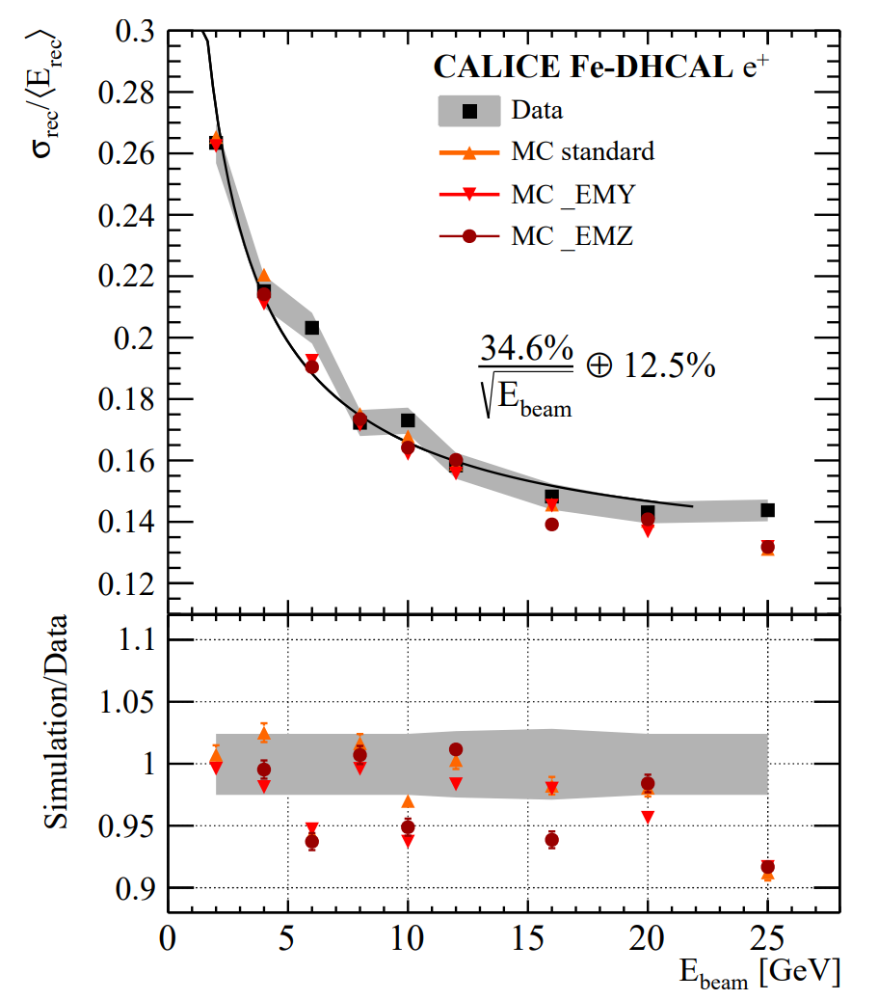 σrec/⟨Erec⟩
0.3
0.28
0.26
0.24
0.22
0.2
0.18
0.16
0.14
0.12
CALICE Fe-DHCAL e+
Data
MC standard
MC _EMY
MC _EMZ
34.6%
√Ebeam
⊕ 12.5%
Simulation/Data
1.1
1.05
1
0.95
0.9
0 5 10 15 20 25
Ebeam [GeV]